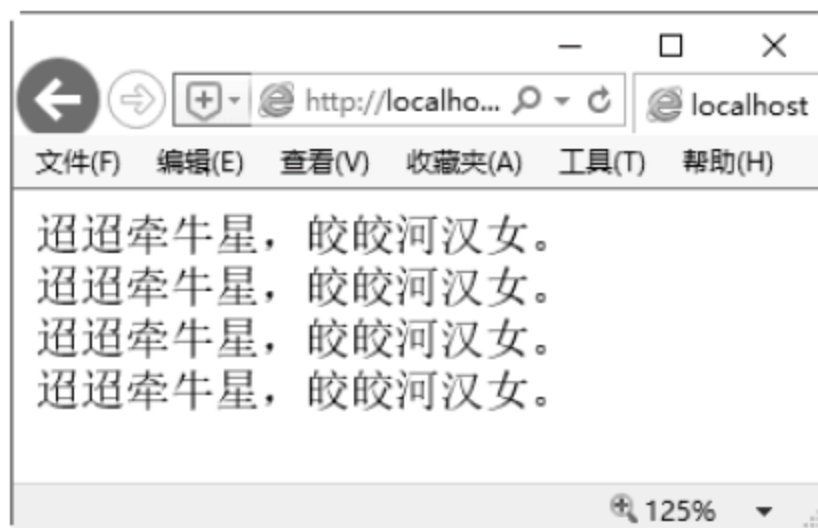 http://localho... localhost
文件(F) 编辑(E) 查看(V) 收藏夹(A) 工具(T) 帮助(H)
迢迢牵牛星，皎皎河汉女。
迢迢牵牛星，皎皎河汉女。
迢迢牵牛星，皎皎河汉女。
迢迢牵牛星，皎皎河汉女。
125%